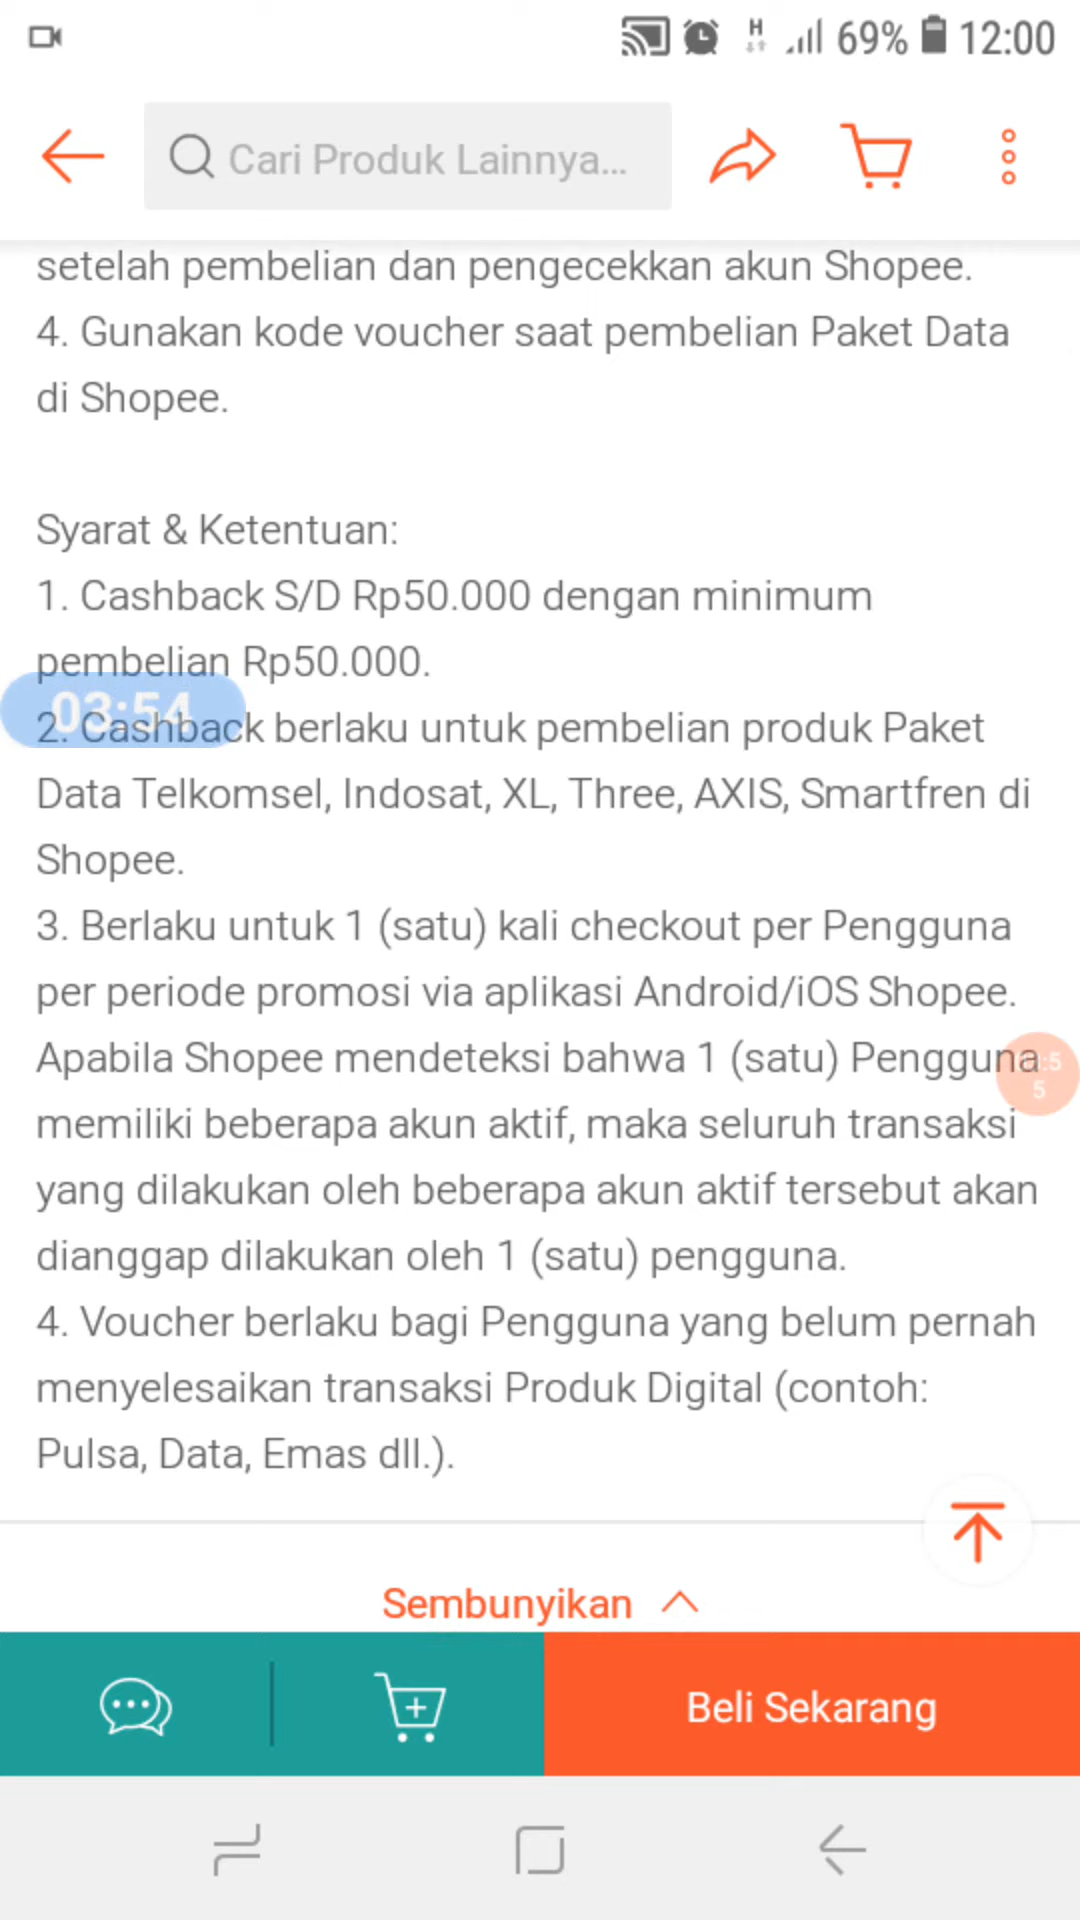 H 69% 12:00
Cari Produk Lainnya...
setelah pembelian dan pengecekkan akun Shopee.
4. Gunakan kode voucher saat pembelian Paket Data
di Shopee.
Syarat & Ketentuan:
1. Cashback S/D Rp50.000 dengan minimum
pembelian Rp50.000.
03:54
2. Cashback berlaku untuk pembelian produk Paket
Data Telkomsel, Indosat, XL, Three, AXIS, Smartfren di
Shopee.
3. Berlaku untuk 1 (satu) kali checkout per Pengguna
per periode promosi via aplikasi Android/iOS Shopee.
Apabila Shopee mendeteksi bahwa 1 (satu) Pengguna
memiliki beberapa akun aktif, maka seluruh transaksi
yang dilakukan oleh beberapa akun aktif tersebut akan
dianggap dilakukan oleh 1 (satu) pengguna.
4. Voucher berlaku bagi Pengguna yang belum pernah
menyelesaikan transaksi Produk Digital (contoh:
Pulsa, Data, Emas dll.).
Sembunyikan
Beli Sekarang